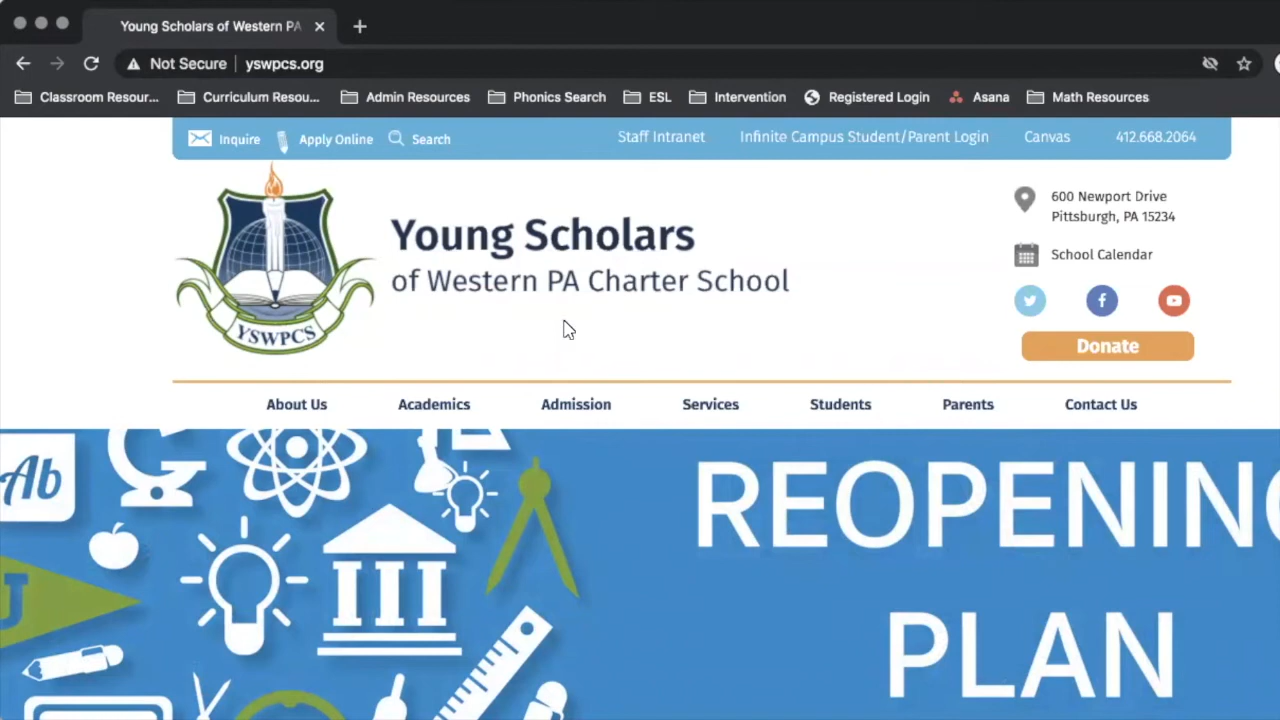 Young Scholars of Western PA
Not Secure
yswpcs.org
Classroom Resour...
Curriculum Resou...
Admin Resources
Phonics Search
ESL
Intervention
Registered Login
Asana
Math Resources
Inquire
Apply Online
Search
Staff Intranet
Infinite Campus Student/Parent Login
Canvas
412.668.2064
YSWPCS
Young Scholars
of Western PA Charter School
600 Newport Drive
Pittsburgh, PA 15234
School Calendar
Donate
About Us
Academics
Admission
Services
Students
Parents
Contact Us
Ab
U
REOPENING
PLAN